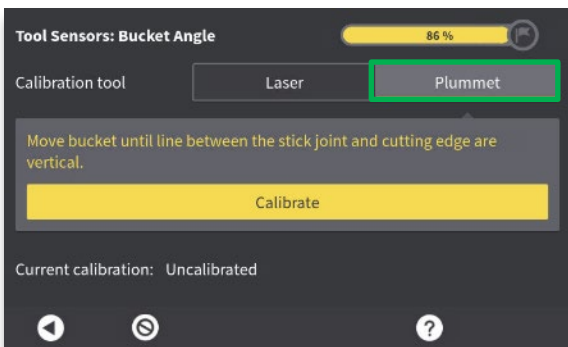 Tool Sensors: Bucket Angle
86 %
Calibration tool
Laser
Plummet
Move bucket until line between the stick joint and cutting edge are
vertical.
Calibrate
Current calibration: Uncalibrated
?